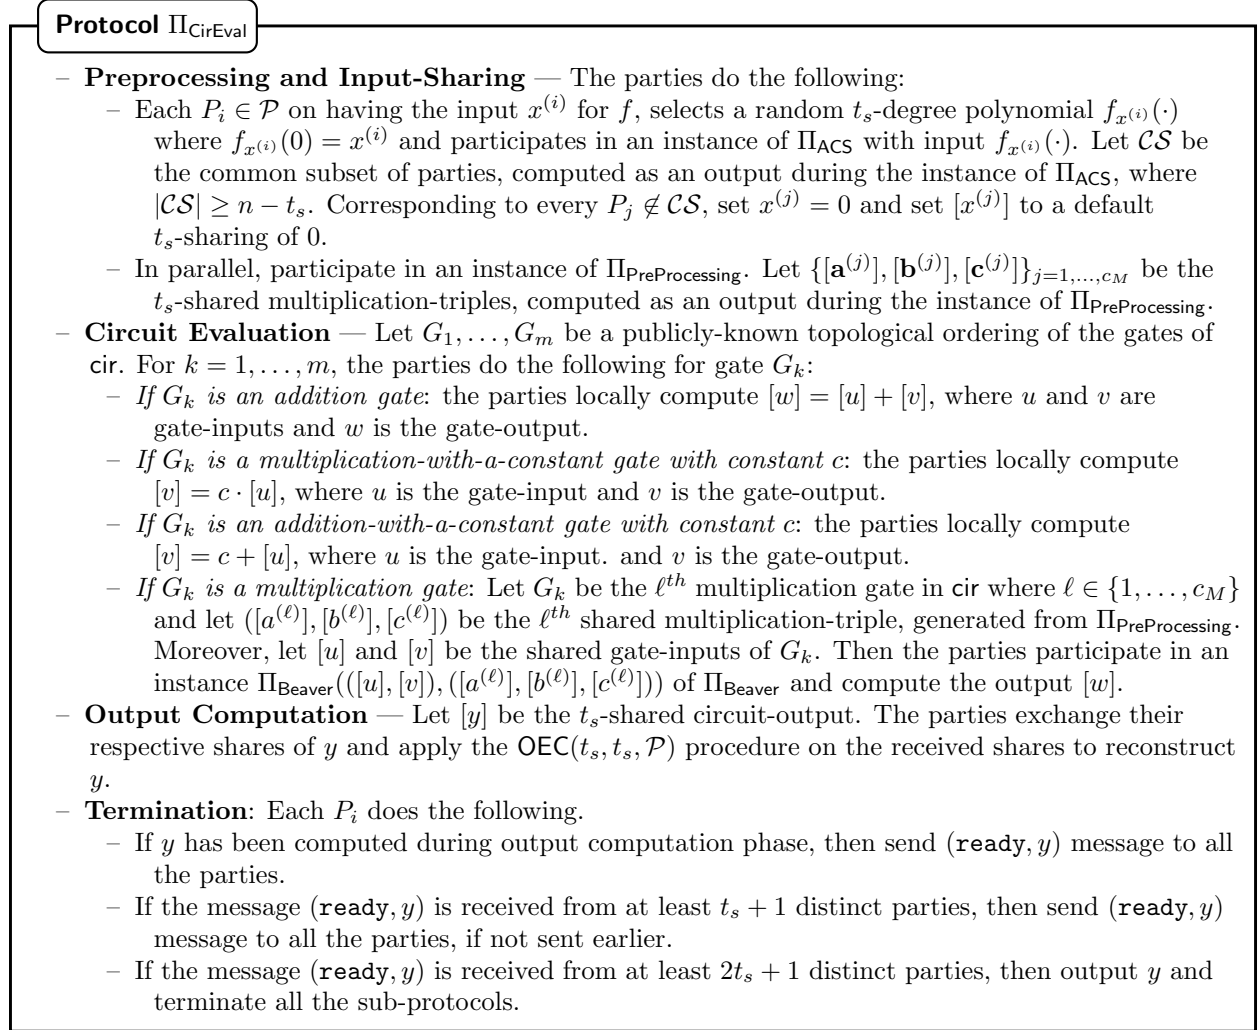 Protocol Π_CirEval
– Preprocessing and Input-Sharing — The parties do the following:
– Each P_i ∈ 𝒫 on having the input x^(i) for f, selects a random t_s-degree polynomial f_{x^(i)}(·)
where f_{x^(i)}(0) = x^(i) and participates in an instance of Π_ACS with input f_{x^(i)}(·). Let 𝒞𝒮 be
the common subset of parties, computed as an output during the instance of Π_ACS, where
|𝒞𝒮| ≥ n − t_s. Corresponding to every P_j ∉ 𝒞𝒮, set x^(j) = 0 and set [x^(j)] to a default
t_s-sharing of 0.
– In parallel, participate in an instance of Π_PreProcessing. Let {[𝐚^(j)], [𝐛^(j)], [𝐜^(j)]}_{j=1,…,c_M} be the
t_s-shared multiplication-triples, computed as an output during the instance of Π_PreProcessing.
– Circuit Evaluation — Let G_1, …, G_m be a publicly-known topological ordering of the gates of
cir. For k = 1, …, m, the parties do the following for gate G_k:
– If G_k is an addition gate: the parties locally compute [w] = [u] + [v], where u and v are
gate-inputs and w is the gate-output.
– If G_k is a multiplication-with-a-constant gate with constant c: the parties locally compute
[v] = c · [u], where u is the gate-input and v is the gate-output.
– If G_k is an addition-with-a-constant gate with constant c: the parties locally compute
[v] = c + [u], where u is the gate-input. and v is the gate-output.
– If G_k is a multiplication gate: Let G_k be the ℓ^th multiplication gate in cir where ℓ ∈ {1, …, c_M}
and let ([a^(ℓ)], [b^(ℓ)], [c^(ℓ)]) be the ℓ^th shared multiplication-triple, generated from Π_PreProcessing.
Moreover, let [u] and [v] be the shared gate-inputs of G_k. Then the parties participate in an
instance Π_Beaver(([u], [v]), ([a^(ℓ)], [b^(ℓ)], [c^(ℓ)])) of Π_Beaver and compute the output [w].
– Output Computation — Let [y] be the t_s-shared circuit-output. The parties exchange their
respective shares of y and apply the OEC(t_s, t_s, 𝒫) procedure on the received shares to reconstruct
y.
– Termination: Each P_i does the following.
– If y has been computed during output computation phase, then send (ready, y) message to all
the parties.
– If the message (ready, y) is received from at least t_s + 1 distinct parties, then send (ready, y)
message to all the parties, if not sent earlier.
– If the message (ready, y) is received from at least 2t_s + 1 distinct parties, then output y and
terminate all the sub-protocols.